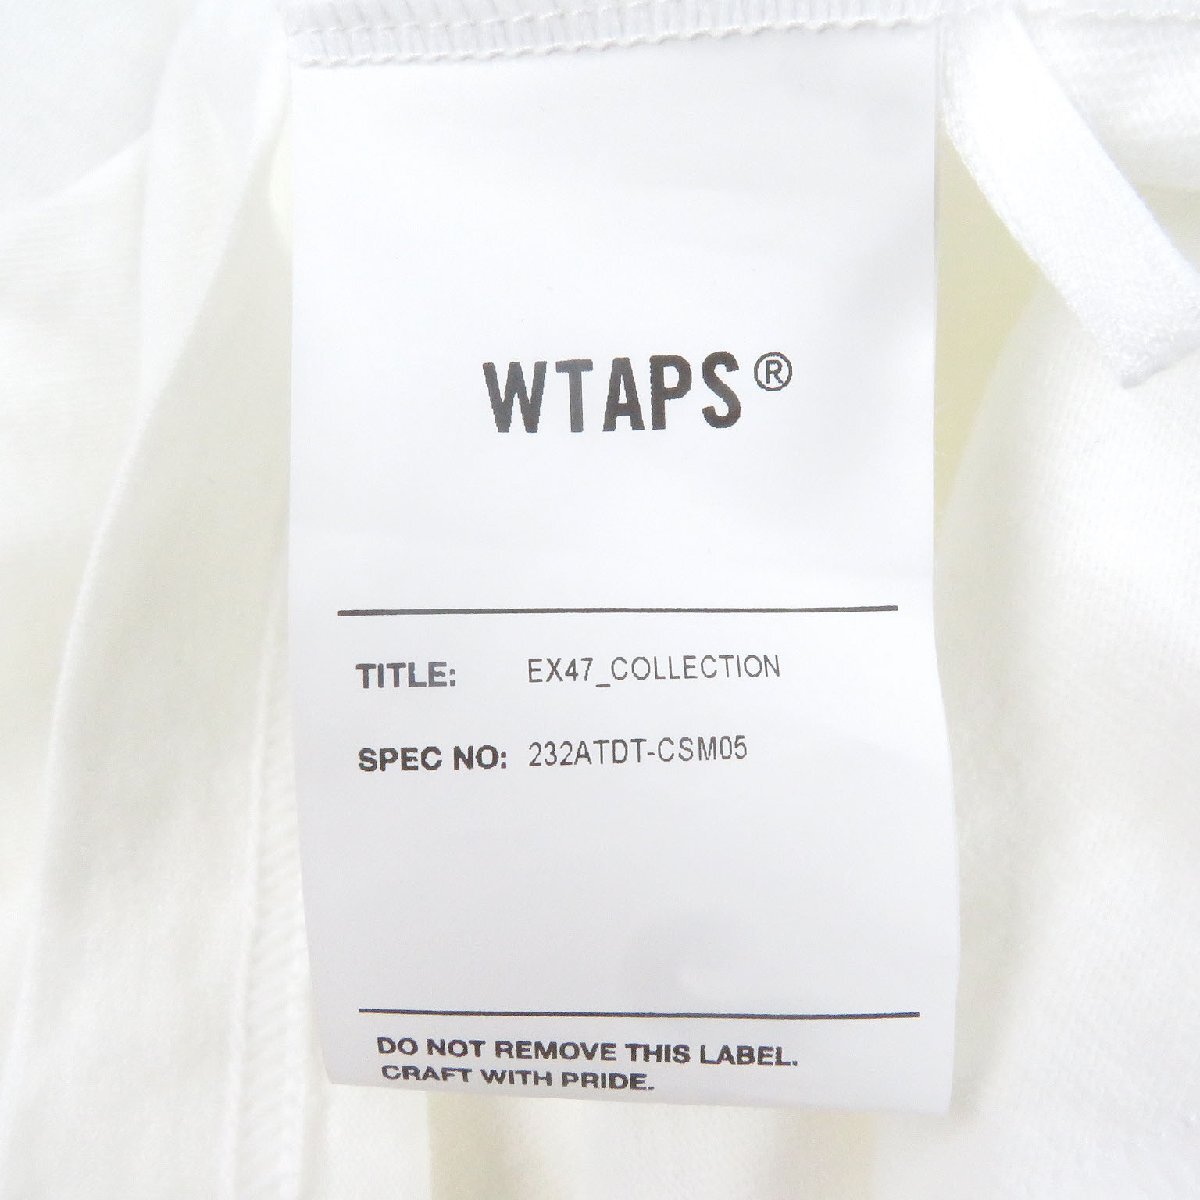 WTAPS®
TITLE: EX47_COLLECTION
SPEC NO: 232ATDT-CSM05
DO NOT REMOVE THIS LABEL.
CRAFT WITH PRIDE.